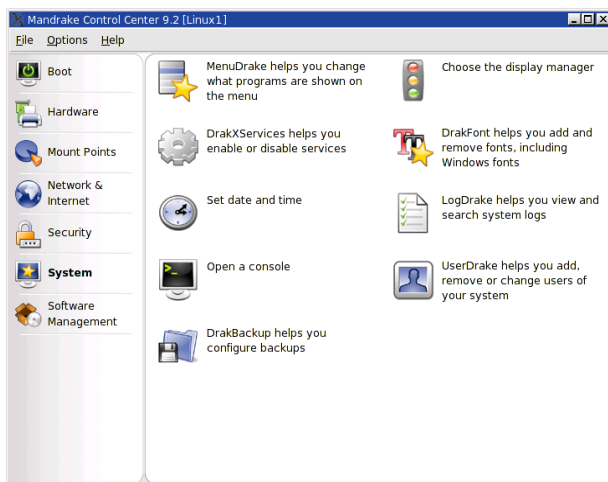 Mandrake Control Center 9.2 [Linux1]
File Options Help
Boot
Hardware
Mount Points
Network &
Internet
Security
System
Software
Management
MenuDrake helps you change
what programs are shown on
the menu
Choose the display manager
DrakXServices helps you
enable or disable services
DrakFont helps you add and
remove fonts, including
Windows fonts
Set date and time
LogDrake helps you view and
search system logs
Open a console
UserDrake helps you add,
remove or change users of
your system
DrakBackup helps you
configure backups